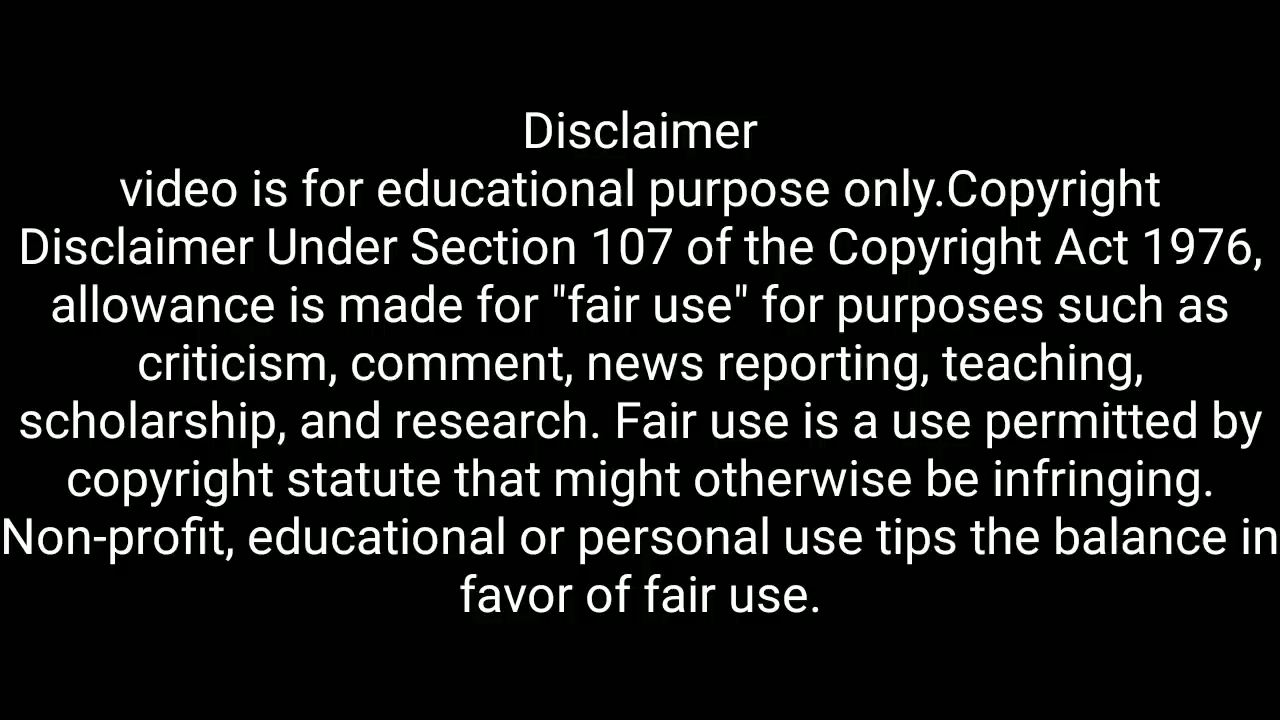 Disclaimer
video is for educational purpose only.Copyright
Disclaimer Under Section 107 of the Copyright Act 1976,
allowance is made for "fair use" for purposes such as
criticism, comment, news reporting, teaching,
scholarship, and research. Fair use is a use permitted by
copyright statute that might otherwise be infringing.
Non-profit, educational or personal use tips the balance in
favor of fair use.